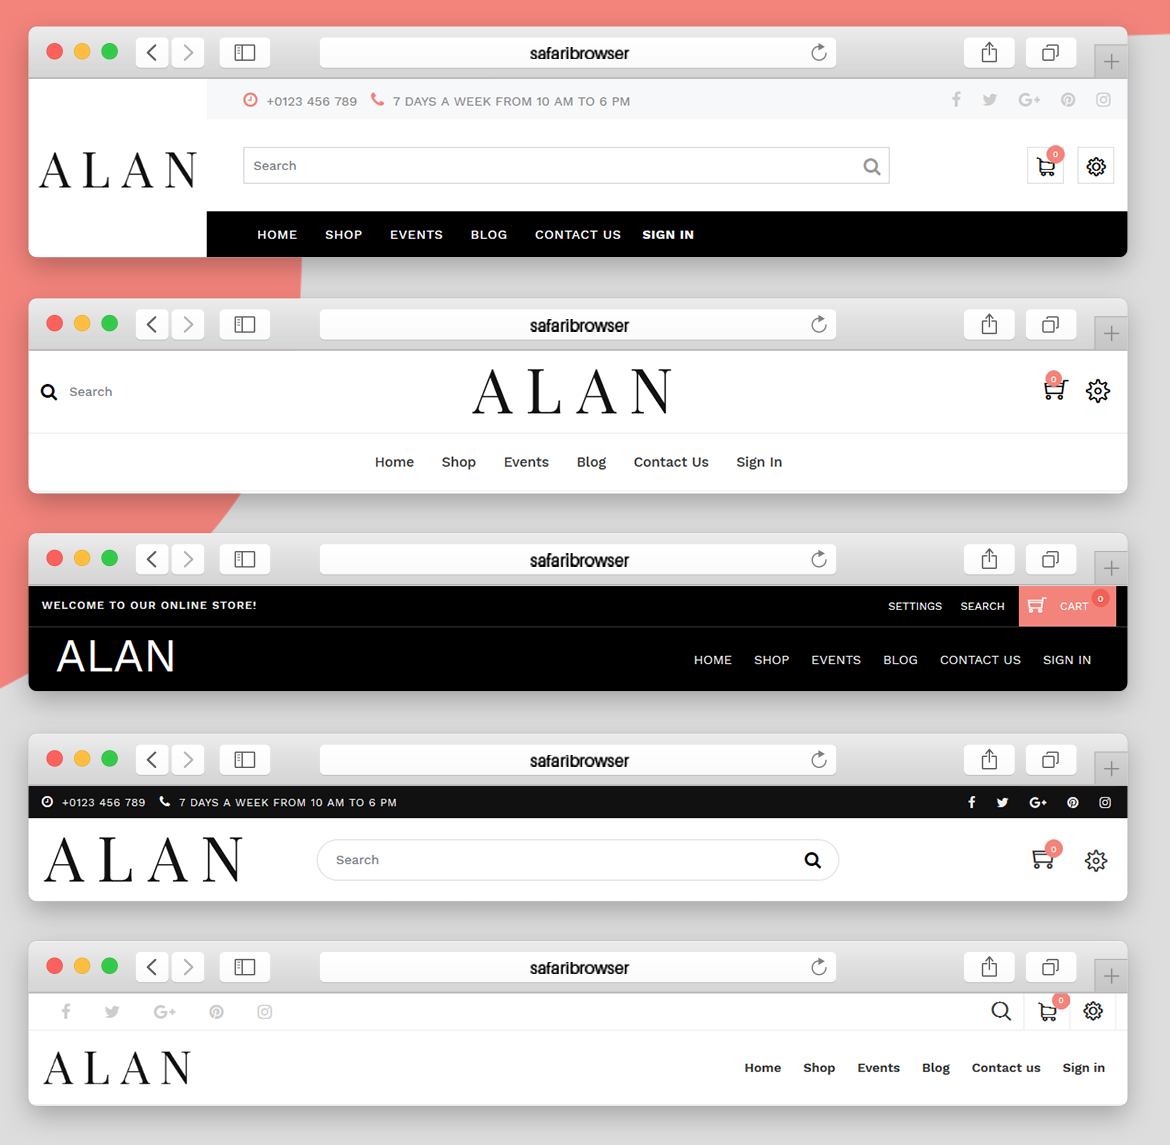 safaribrowser
+0123 456 789 7 DAYS A WEEK FROM 10 AM TO 6 PM
ALAN
Search
0
HOME SHOP EVENTS BLOG CONTACT US SIGN IN
safaribrowser
Search
ALAN
0
Home Shop Events Blog Contact Us Sign In
safaribrowser
WELCOME TO OUR ONLINE STORE! SETTINGS SEARCH CART 0
ALAN
HOME SHOP EVENTS BLOG CONTACT US SIGN IN
safaribrowser
+0123 456 789 7 DAYS A WEEK FROM 10 AM TO 6 PM
ALAN
Search
0
safaribrowser
0
ALAN
Home Shop Events Blog Contact us Sign in